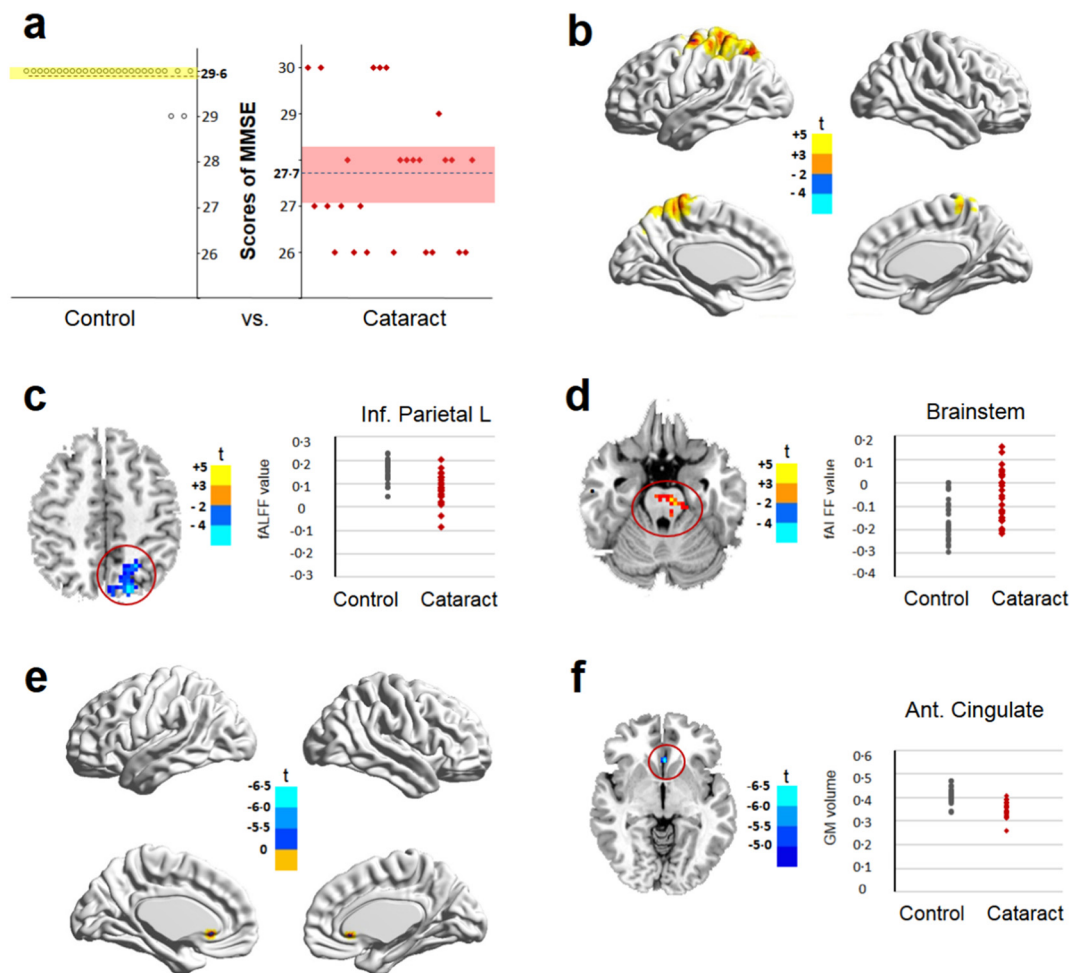 a
29·6
29
28
27
26
Scores of MMSE
30
29
28
27·7
27
26
Control
vs.
Cataract
b
t
+5
+3
- 2
- 4
c
t
+5
+3
- 2
- 4
Inf. Parietal L
fALFF value
0·3
0·2
0·1
0
-0·1
-0·2
-0·3
Control
Cataract
d
t
+5
+3
- 2
- 4
Brainstem
fALFF value
0·2
0·1
0
-0·1
-0·2
-0·3
-0·4
Control
Cataract
e
t
-6·5
-6·0
-5·5
0
f
t
-6·5
-6·0
-5·5
-5·0
Ant. Cingulate
GM volume
0·6
0·5
0·4
0·3
0·2
0·1
0
Control
Cataract